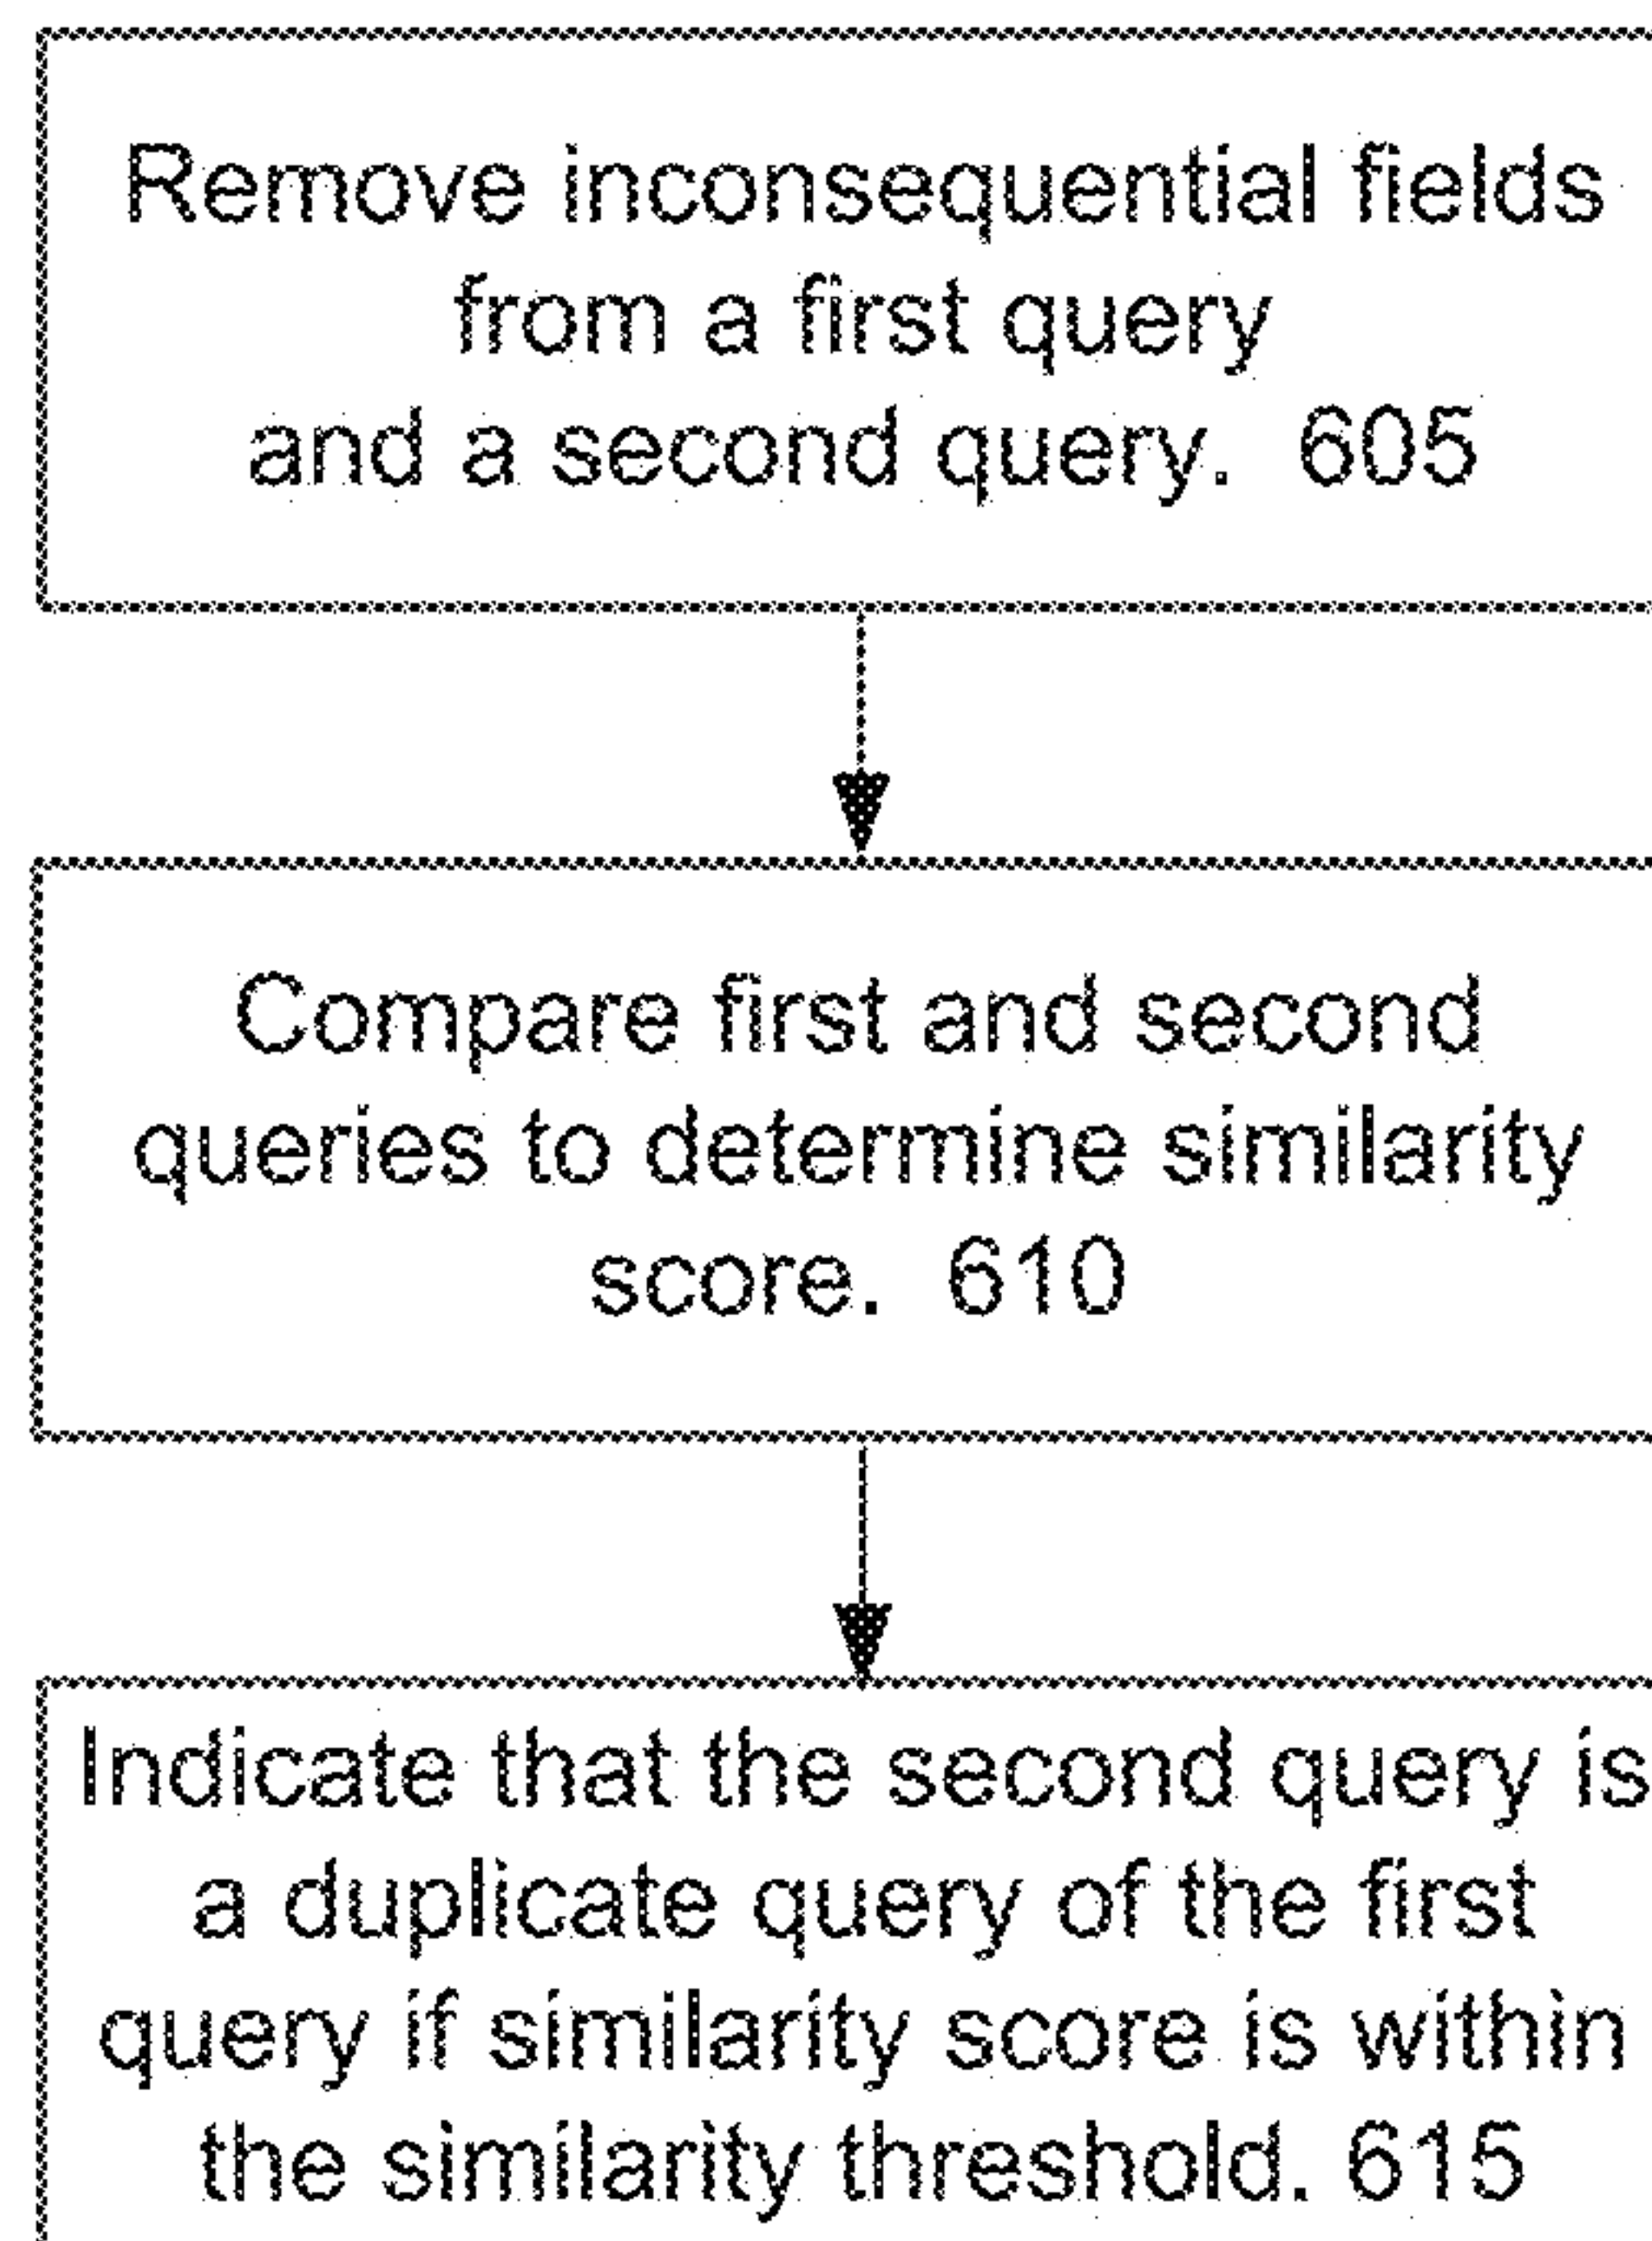 Remove inconsequential fields
from a first query
and a second query. 605
Compare first and second
queries to determine similarity
score. 610
Indicate that the second query is
a duplicate query of the first
query if similarity score is within
the similarity threshold. 615